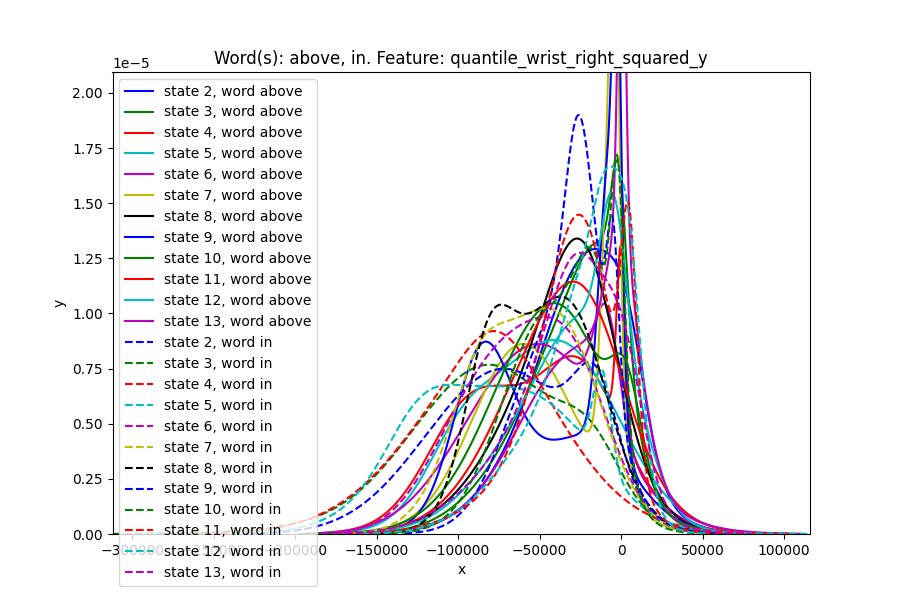 Word(s): above, in. Feature: quantile_wrist_right_squared_y
1e−5
2.00
1.75
1.50
1.25
1.00
0.75
0.50
0.25
0.00
y
state 2, word above
state 3, word above
state 4, word above
state 5, word above
state 6, word above
state 7, word above
state 8, word above
state 9, word above
state 10, word above
state 11, word above
state 12, word above
state 13, word above
state 2, word in
state 3, word in
state 4, word in
state 5, word in
state 6, word in
state 7, word in
state 8, word in
state 9, word in
state 10, word in
state 11, word in
state 12, word in
state 13, word in
−300000 −250000 −200000 −150000 −100000 −50000 0 50000 100000
x